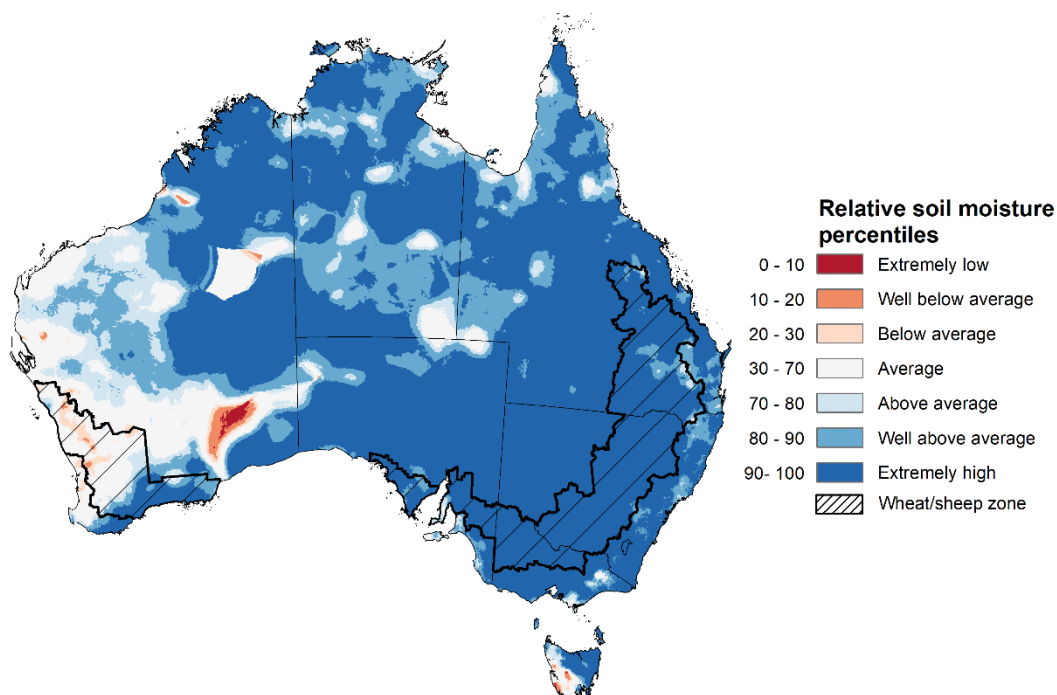 Relative soil moisture
percentiles
0 - 10 Extremely low
10 - 20 Well below average
20 - 30 Below average
30 - 70 Average
70 - 80 Above average
80 - 90 Well above average
90- 100 Extremely high
Wheat/sheep zone